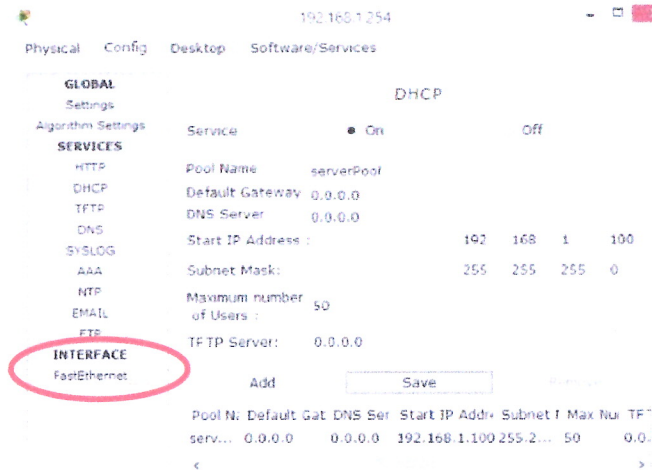 192.168.1.254
Physical Config Desktop Software/Services
GLOBAL
Settings
Algorithm Settings
SERVICES
HTTP
DHCP
TFTP
DNS
SYSLOG
AAA
NTP
EMAIL
FTP
INTERFACE
FastEthernet
DHCP
Service On Off
Pool Name serverPool
Default Gateway 0.0.0.0
DNS Server 0.0.0.0
Start IP Address : 192 168 1 100
Subnet Mask: 255 255 255 0
Maximum number
of Users : 50
TFTP Server: 0.0.0.0
Add Save Remove
Pool N: Default Gat DNS Ser Start IP Addr Subnet Max Nu TFT
serv... 0.0.0.0 192.168.1.100 255.2... 50 0.0.